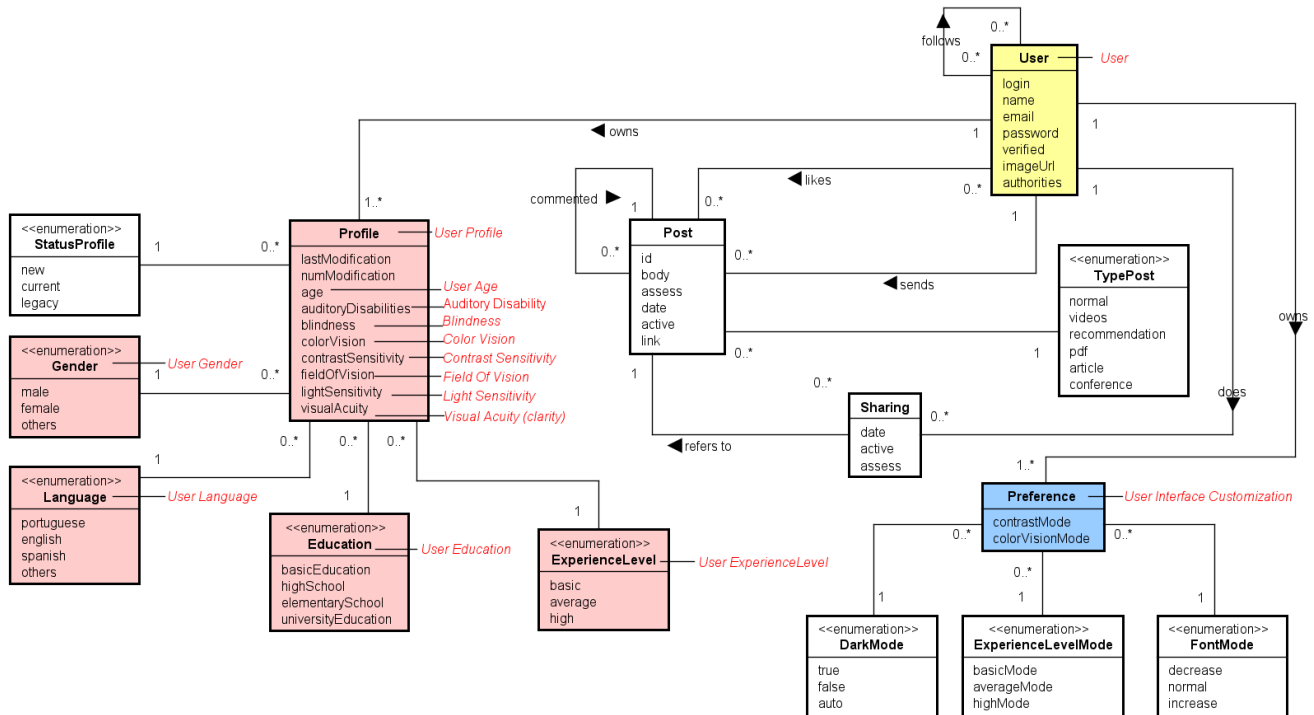 0..*
follows
0..*
User
User
login
name
email
password
verified
imageUrl
authorities
1
owns
1
likes
0..*
1
1
commented
1
0..*
0..*
0..*
sends
Post
id
body
assess
date
active
link
0..*
1
<<enumeration>>
TypePost
normal
videos
recommendation
pdf
article
conference
owns
does
1
0..*
refers to
Sharing
date
active
assess
0..*
1..*
<<enumeration>>
StatusProfile
new
current
legacy
1
0..*
1..*
Profile
User Profile
lastModification
numModification
age
User Age
auditoryDisabilities
Auditory Disability
blindness
Blindness
colorVision
Color Vision
contrastSensitivity
Contrast Sensitivity
fieldOfVision
Field Of Vision
lightSensitivity
Light Sensitivity
visualAcuity
Visual Acuity (clarity)
<<enumeration>>
Gender
User Gender
male
female
others
1
0..*
0..*
0..*
0..*
1
<<enumeration>>
Language
User Language
portuguese
english
spanish
others
1
<<enumeration>>
Education
User Education
basicEducation
highSchool
elementarySchool
universityEducation
1
<<enumeration>>
ExperienceLevel
User ExperienceLevel
basic
average
high
Preference
User Interface Customization
contrastMode
colorVisionMode
0..*
0..*
0..*
1
1
1
<<enumeration>>
DarkMode
true
false
auto
<<enumeration>>
ExperienceLevelMode
basicMode
averageMode
highMode
<<enumeration>>
FontMode
decrease
normal
increase